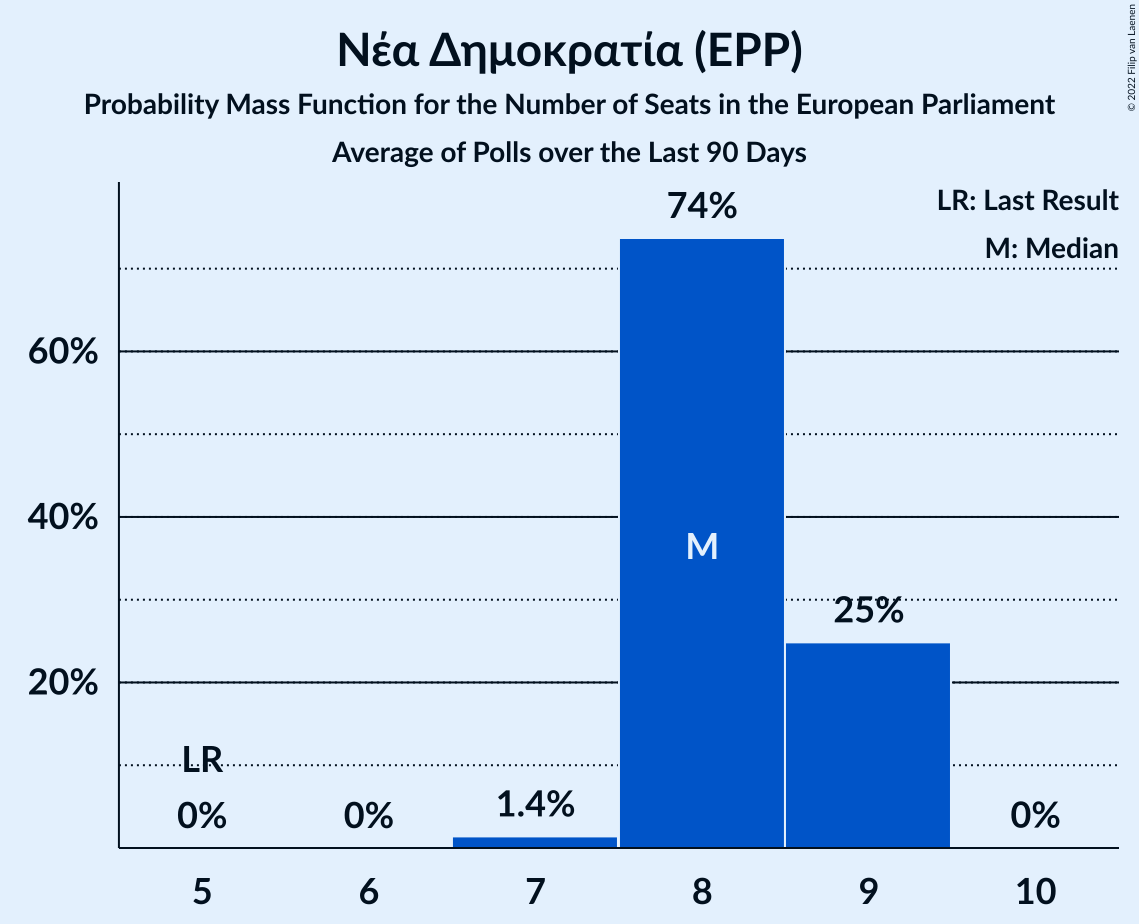 Νέα Δημοκρατία (EPP)
Probability Mass Function for the Number of Seats in the European Parliament
Average of Polls over the Last 90 Days
© 2022 Filip van Laenen
LR: Last Result
M: Median
74%
60%
40%
M
25%
20%
LR
0%
0%
1.4%
0%
5 6 7 8 9 10